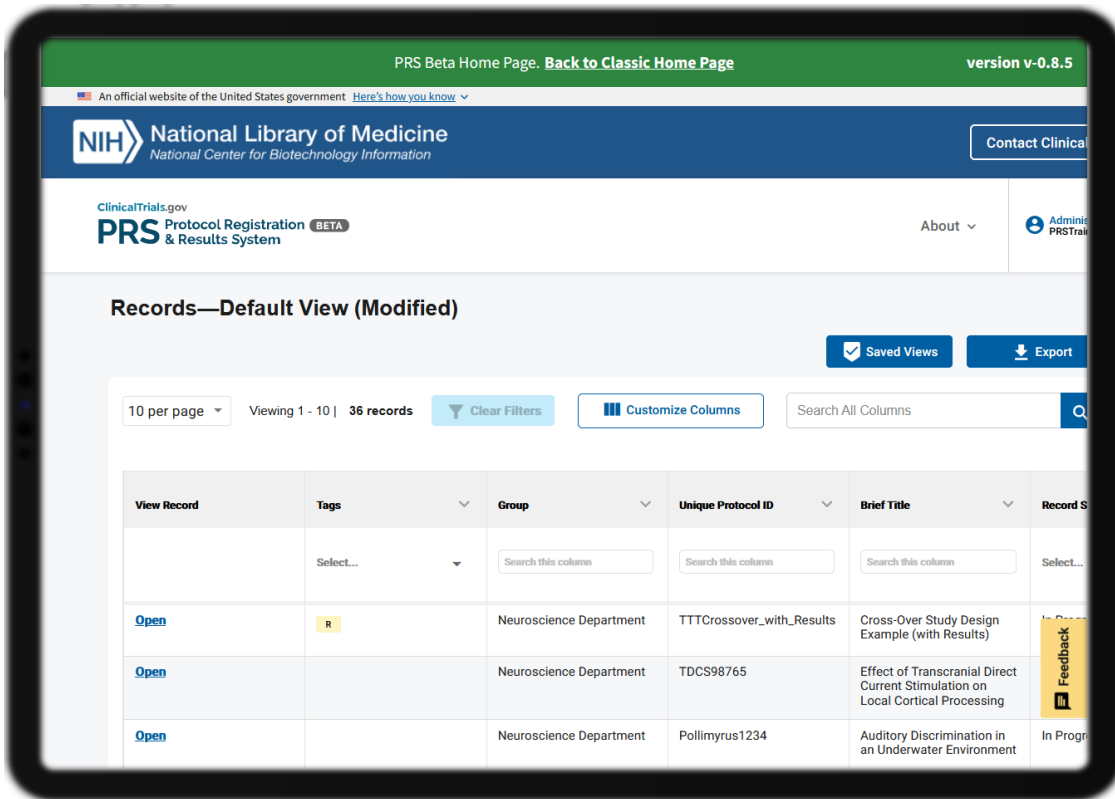 PRS Beta Home Page. Back to Classic Home Page
version v-0.8.5
An official website of the United States government Here's how you know
NIH National Library of Medicine
National Center for Biotechnology Information
Contact Clinical
ClinicalTrials.gov
PRS Protocol Registration BETA
& Results System
About
Records—Default View (Modified)
Saved Views
Export
10 per page
Viewing 1 - 10 | 36 records
Clear Filters
Customize Columns
Search All Columns
View Record
Tags
Group
Unique Protocol ID
Brief Title
Record
Select...
Search this column
Search this column
Search this column
Select...
Open
R
Neuroscience Department
TTTCrossover_with_Results
Cross-Over Study Design
Example (with Results)
Open
Neuroscience Department
TDCS98765
Effect of Transcranial Direct
Current Stimulation on
Local Cortical Processing
Feedback
Open
Neuroscience Department
Pollimyrus1234
Auditory Discrimination in
an Underwater Environment
In